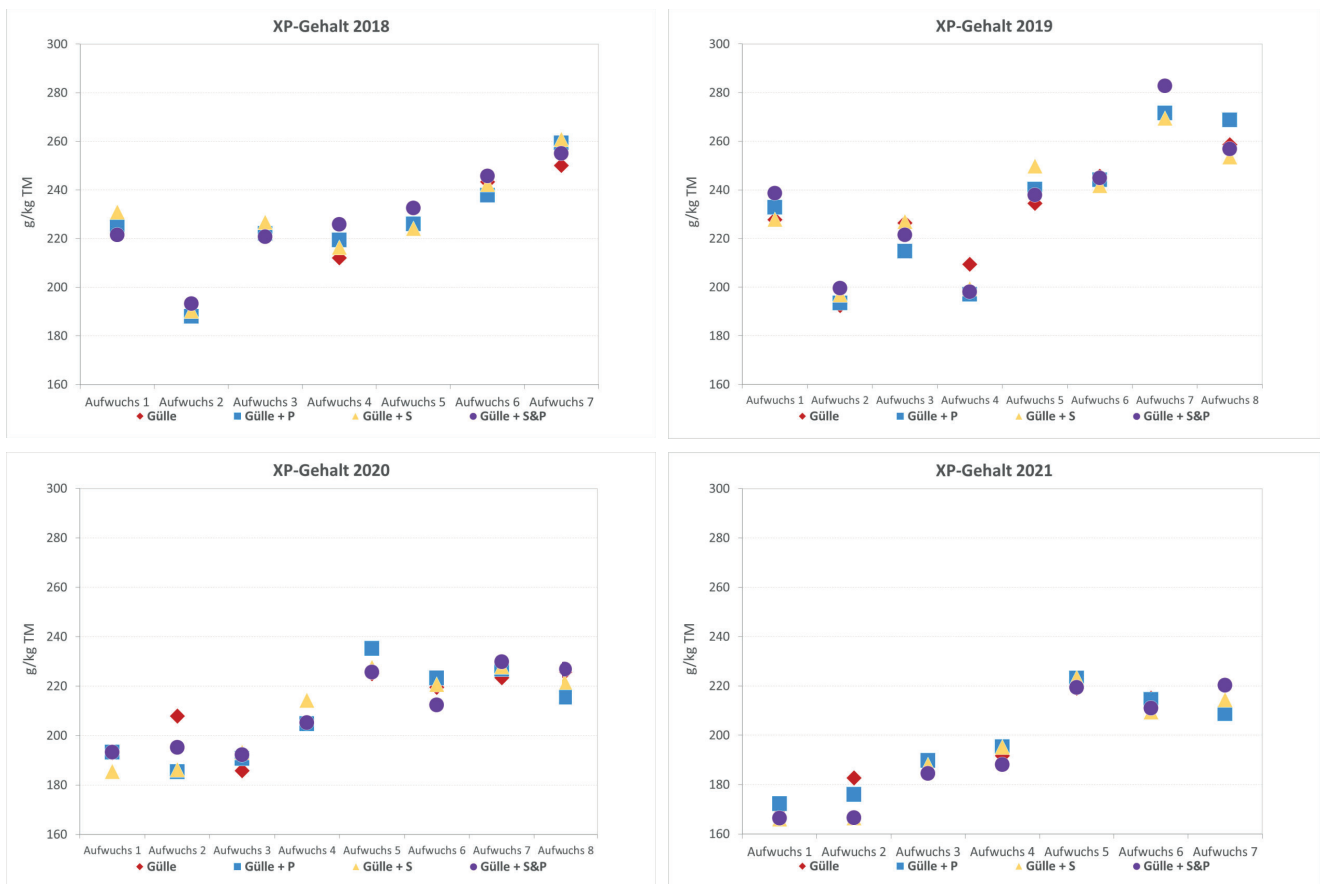 XP-Gehalt 2018
300
280
260
240
220
200
180
160
g/kg TM
Aufwuchs 1 Aufwuchs 2 Aufwuchs 3 Aufwuchs 4 Aufwuchs 5 Aufwuchs 6 Aufwuchs 7
Gülle Gülle + P Gülle + S Gülle + S&P
XP-Gehalt 2019
300
280
260
240
220
200
180
160
g/kg TM
Aufwuchs 1 Aufwuchs 2 Aufwuchs 3 Aufwuchs 4 Aufwuchs 5 Aufwuchs 6 Aufwuchs 7 Aufwuchs 8
Gülle Gülle + P Gülle + S Gülle + S&P
XP-Gehalt 2020
300
280
260
240
220
200
180
160
g/kg TM
Aufwuchs 1 Aufwuchs 2 Aufwuchs 3 Aufwuchs 4 Aufwuchs 5 Aufwuchs 6 Aufwuchs 7 Aufwuchs 8
Gülle Gülle + P Gülle + S Gülle + S&P
XP-Gehalt 2021
300
280
260
240
220
200
180
160
g/kg TM
Aufwuchs 1 Aufwuchs 2 Aufwuchs 3 Aufwuchs 4 Aufwuchs 5 Aufwuchs 6 Aufwuchs 7
Gülle Gülle + P Gülle + S Gülle + S&P